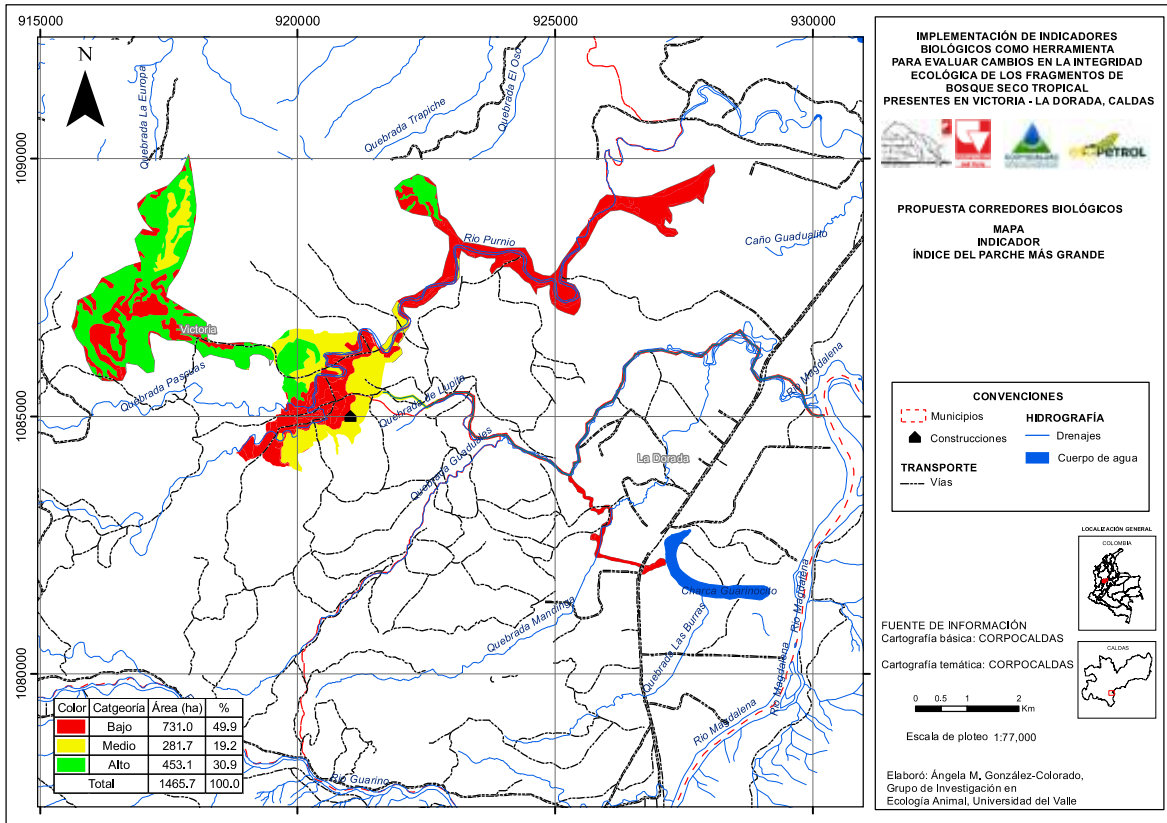 915000 920000 925000 930000
1090000
1085000
1080000
N
Quebrada La Europa
Quebrada Trapiche
Quebrada El Oso
Rio Purnio
Caño Guadualito
Victoria
Quebrada Pascuas
Quebrada de Lupita
Quebrada Guaduales
Rio Magdalena
La Dorada
Charca Guarinocito
Quebrada Mandinga
Quebrada Las Burras
Rio Magdalena
Rio Magdalena
Rio Magdalena
Rio Magdalena
Rio Guarino
Color Catgeoría Área (ha) %
Bajo 731.0 49.9
Medio 281.7 19.2
Alto 453.1 30.9
Total 1465.7 100.0
IMPLEMENTACIÓN DE INDICADORES
BIOLÓGICOS COMO HERRAMIENTA
PARA EVALUAR CAMBIOS EN LA INTEGRIDAD
ECOLÓGICA DE LOS FRAGMENTOS DE
BOSQUE SECO TROPICAL
PRESENTES EN VICTORIA - LA DORADA, CALDAS
PETROL
PROPUESTA CORREDORES BIOLÓGICOS
MAPA
INDICADOR
ÍNDICE DEL PARCHE MÁS GRANDE
CONVENCIONES
Municipios
HIDROGRAFÍA
Construcciones
Drenajes
Cuerpo de agua
TRANSPORTE
Vías
LOCALIZACIÓN GENERAL
COLOMBIA
FUENTE DE INFORMACIÓN
Cartografía básica: CORPOCALDAS
CALDAS
Cartografía temática: CORPOCALDAS
0 0.5 1 2
Km
Escala de ploteo 1:77,000
Elaboró: Ángela M. González-Colorado,
Grupo de Investigación en
Ecología Animal, Universidad del Valle